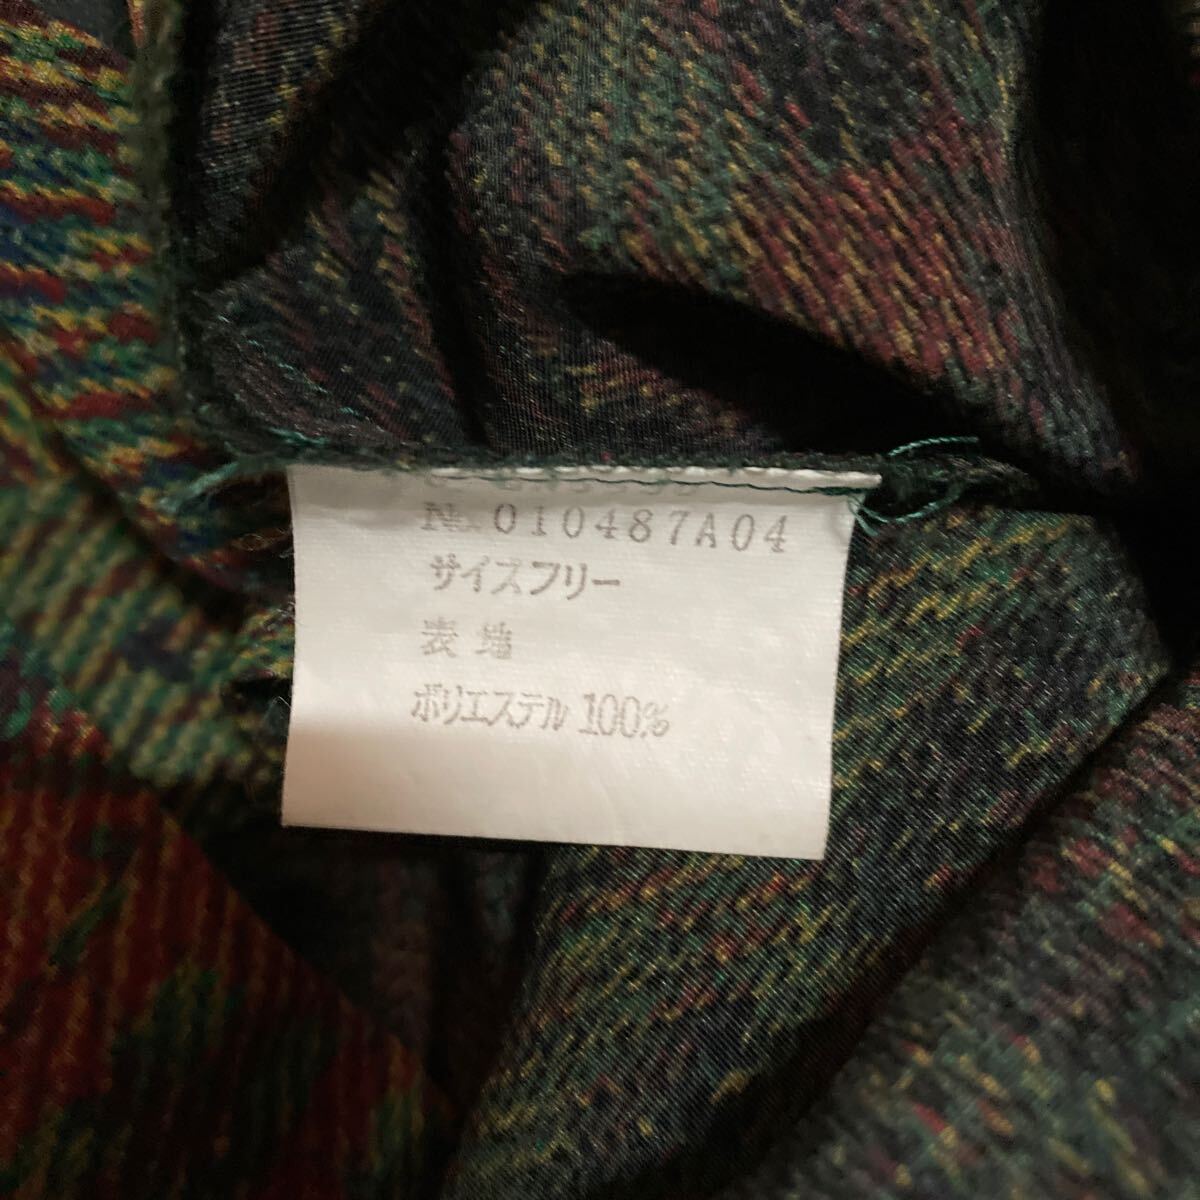 No.010487A04
サイズフリー
表地
ポリエステル100%